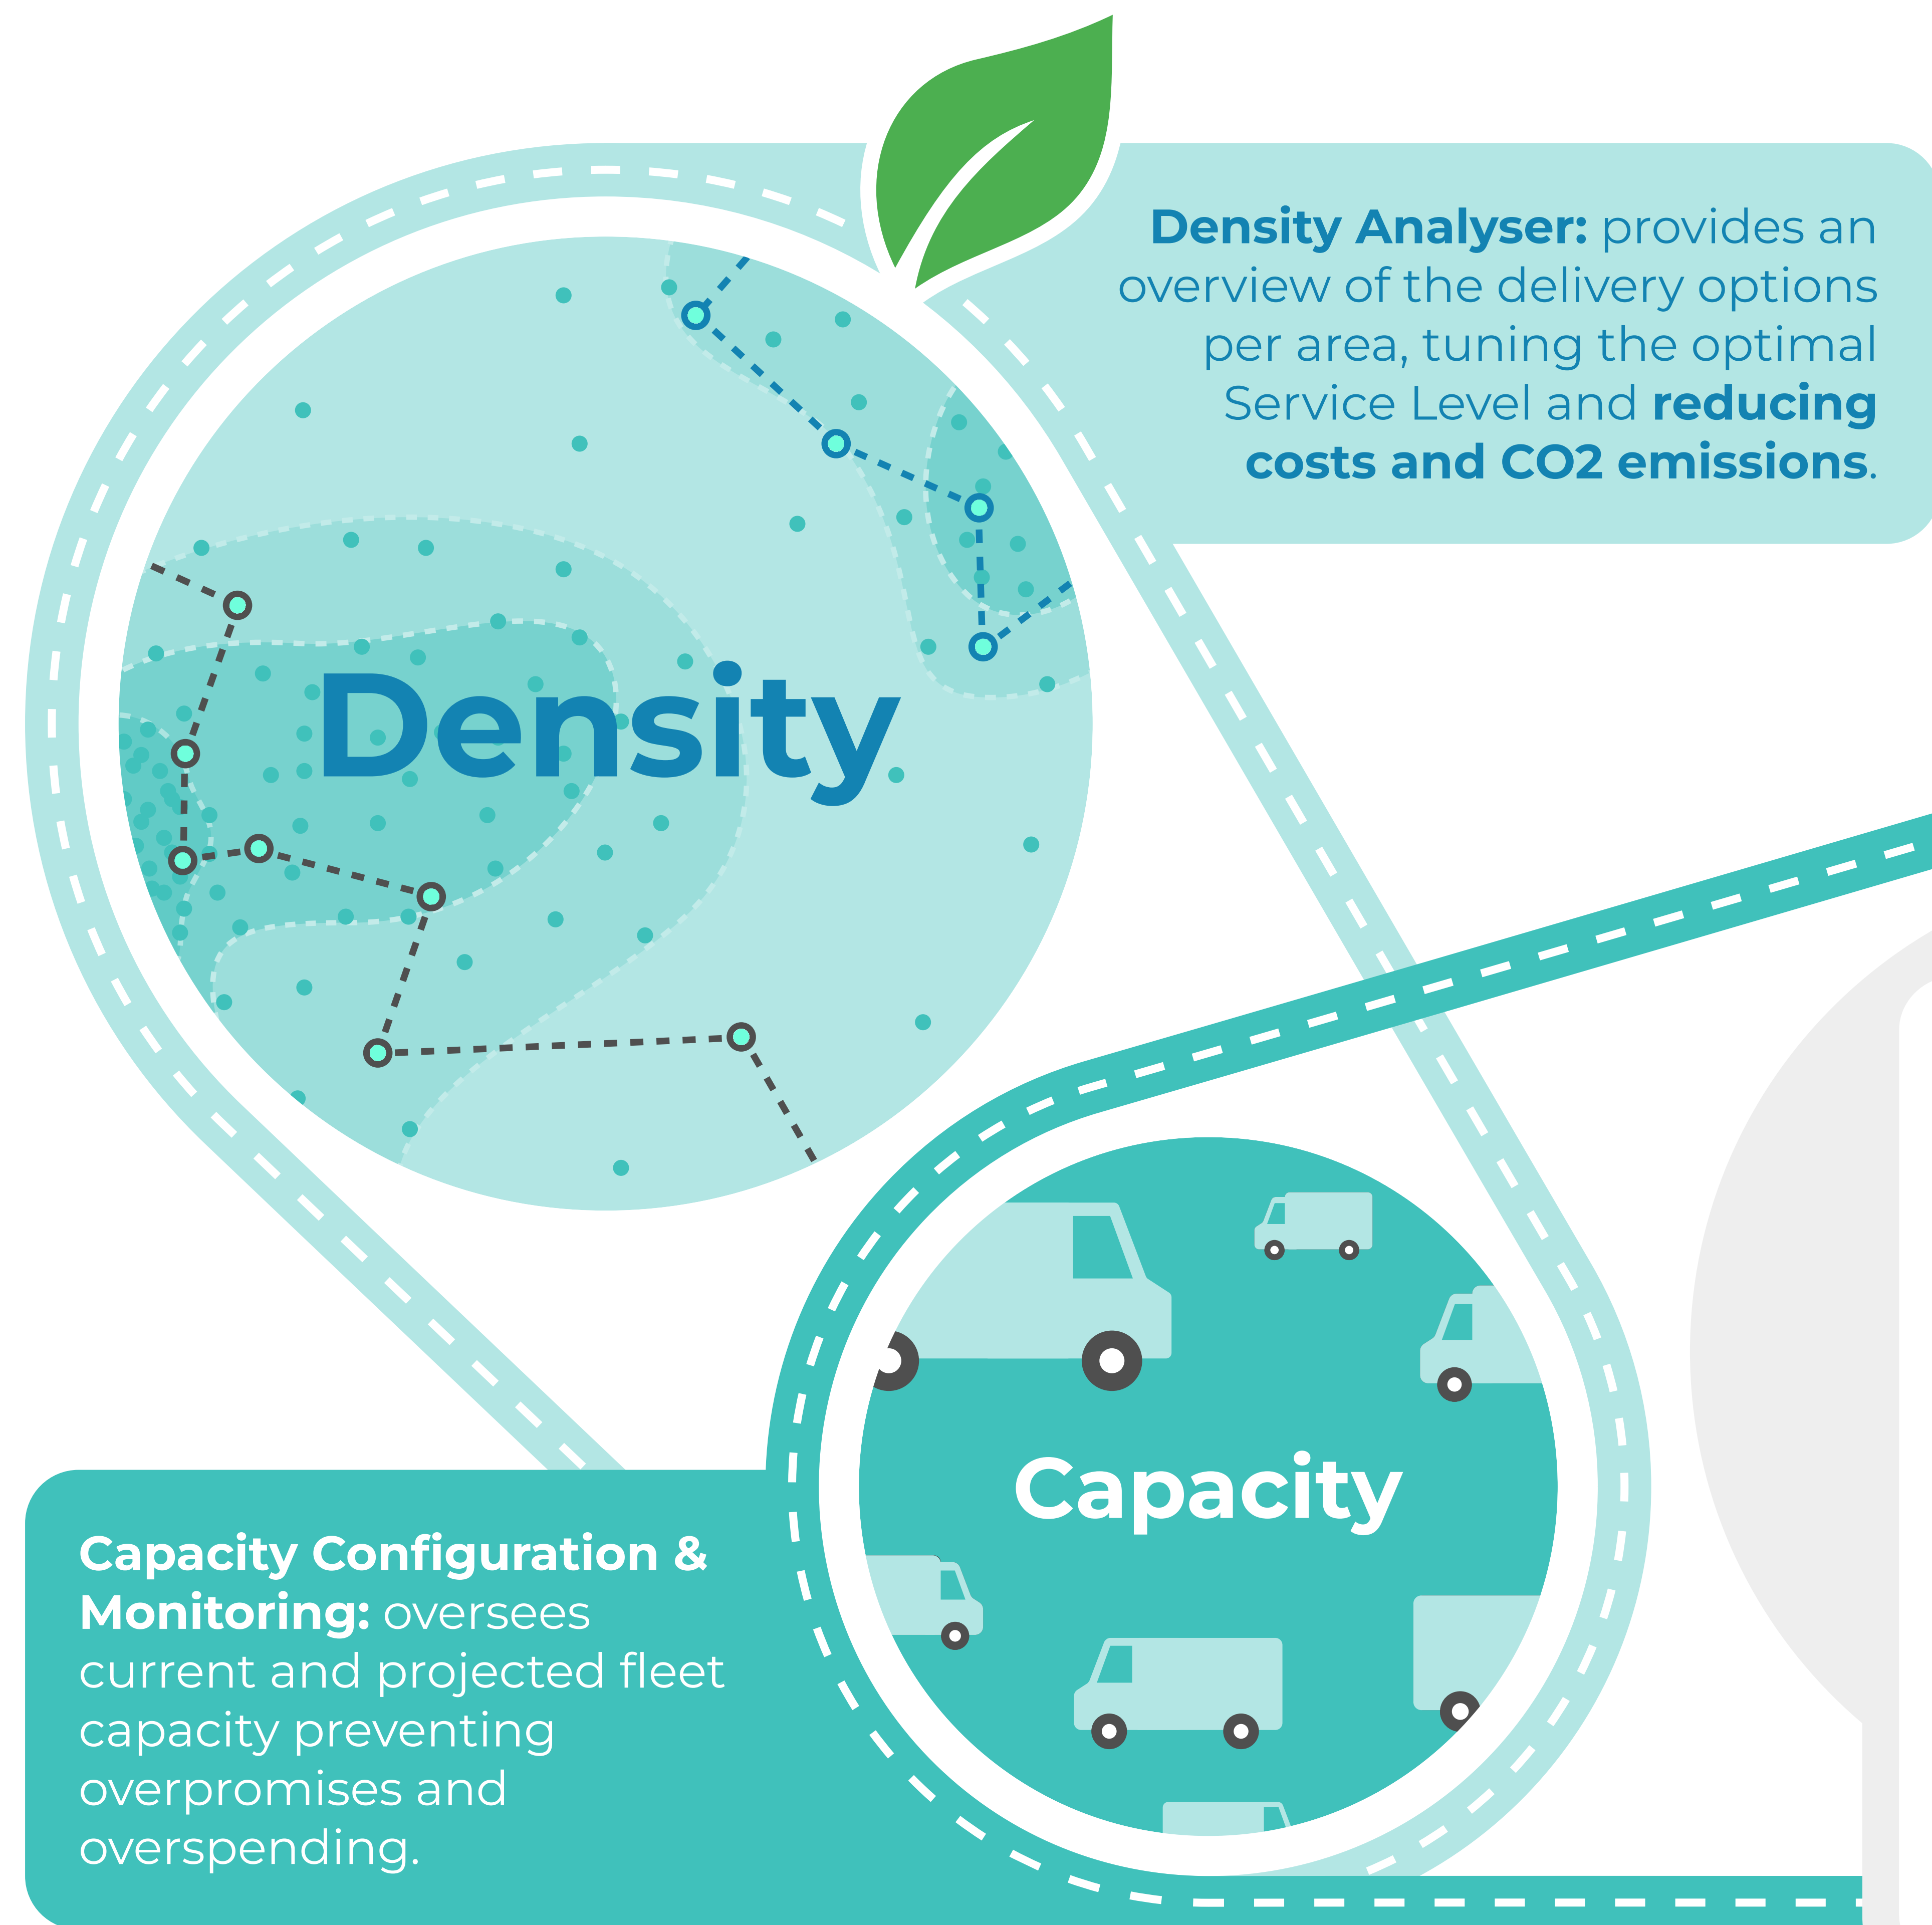 Density Analyser: provides an
overview of the delivery options
per area, tuning the optimal
Service Level and reducing
costs and CO2 emissions.
Density
Capacity
Capacity Configuration &
Monitoring: oversees
current and projected fleet
capacity preventing
overpromises and
overspending.